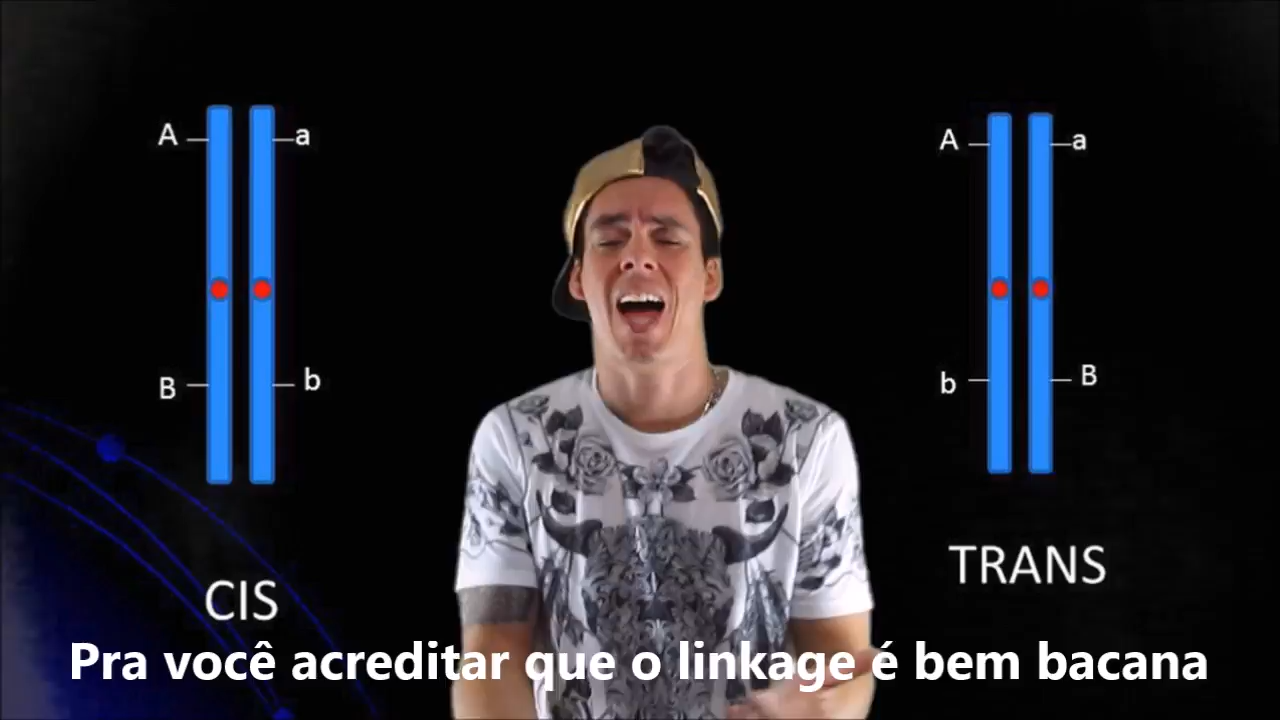 A a
B b
CIS
A a
b B
TRANS
Pra você acreditar que o linkage é bem bacana